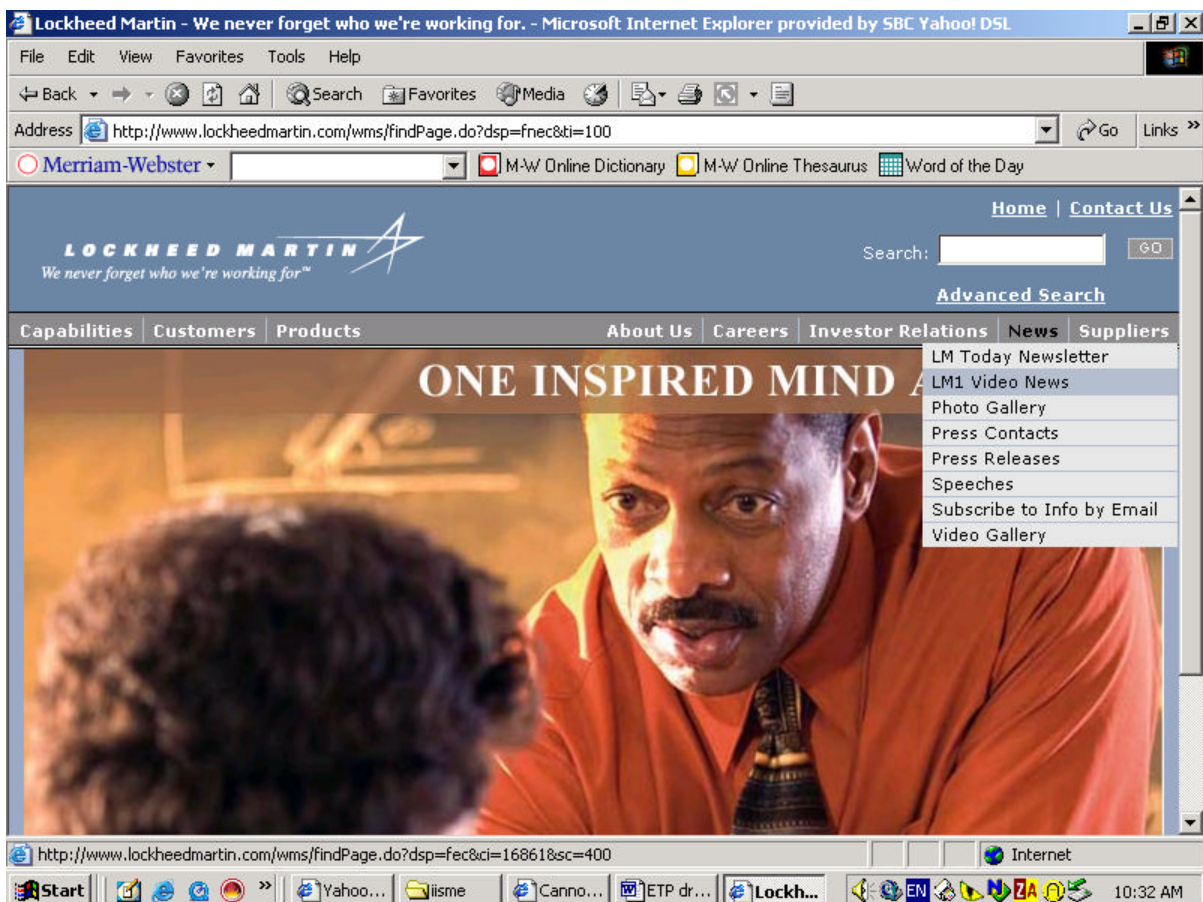 Lockheed Martin - We never forget who we're working for. - Microsoft Internet Explorer provided by SBC Yahoo! DSL
File Edit View Favorites Tools Help
Back Search Favorites Media
Address http://www.lockheedmartin.com/wms/findPage.do?dsp=fnec&ti=100 Go Links »
Merriam-Webster M-W Online Dictionary M-W Online Thesaurus Word of the Day
Home | Contact Us
LOCKHEED MARTIN
We never forget who we're working for™
Search: GO
Advanced Search
Capabilities Customers Products About Us Careers Investor Relations News Suppliers
LM Today Newsletter
LM1 Video News
Photo Gallery
Press Contacts
Press Releases
Speeches
Subscribe to Info by Email
Video Gallery
ONE INSPIRED MIND
http://www.lockheedmartin.com/wms/findPage.do?dsp=fec&ci=16861&sc=400 Internet
Start » Yahoo... iisme Canno... ETP dr... Lockh... EN ZA 10:32 AM